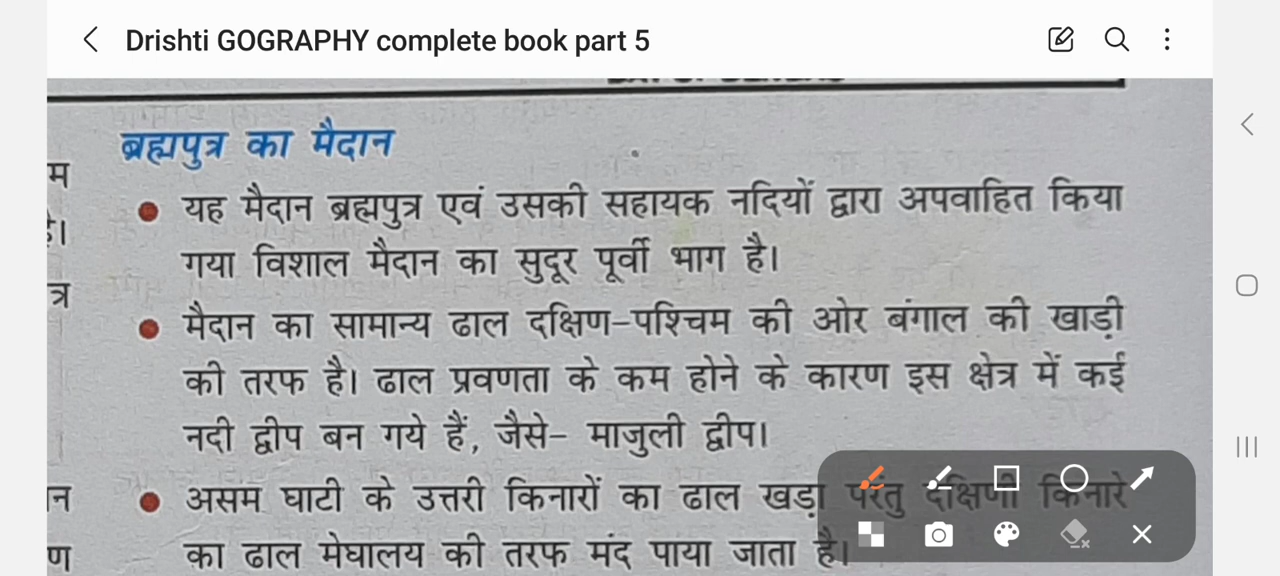 Drishti GOGRAPHY complete book part 5
ब्रह्मपुत्र का मैदान
यह मैदान ब्रह्मपुत्र एवं उसकी सहायक नदियों द्वारा अपवाहित किया
गया विशाल मैदान का सुदूर पूर्वी भाग है।
मैदान का सामान्य ढाल दक्षिण-पश्चिम की ओर बंगाल की खाड़ी
की तरफ है। ढाल प्रवणता के कम होने के कारण इस क्षेत्र में कई
नदी द्वीप बन गये हैं, जैसे- माजुली द्वीप।
असम घाटी के उत्तरी किनारों का ढाल खड़ा परंतु दक्षिणी किनारे
का ढाल मेघालय की तरफ मंद पाया जाता है।
म
है।
त्र
न
ण